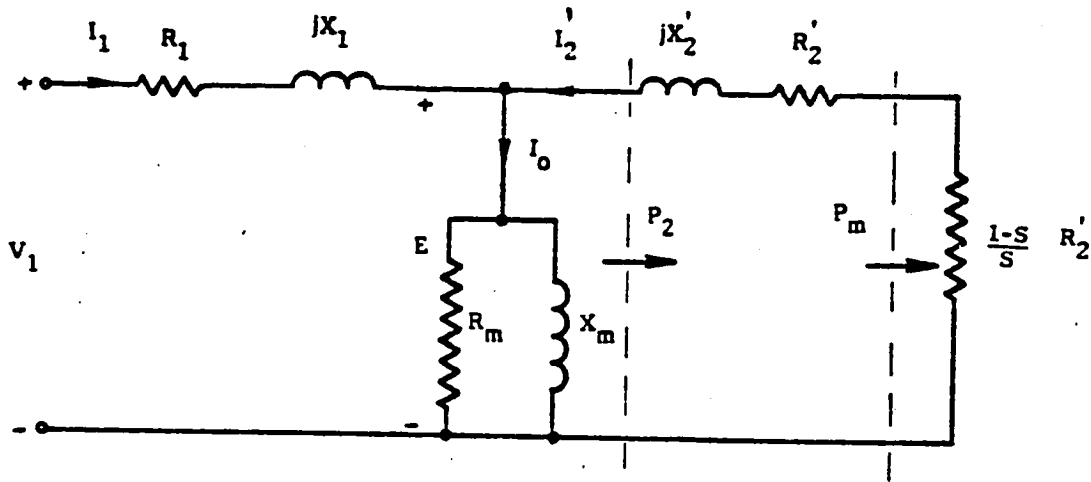 I1 R1 jX1 I2' jX2' R2'
+ +
Io
P2 Pm
V1 E 1-S/S R2'
Rm Xm
- -